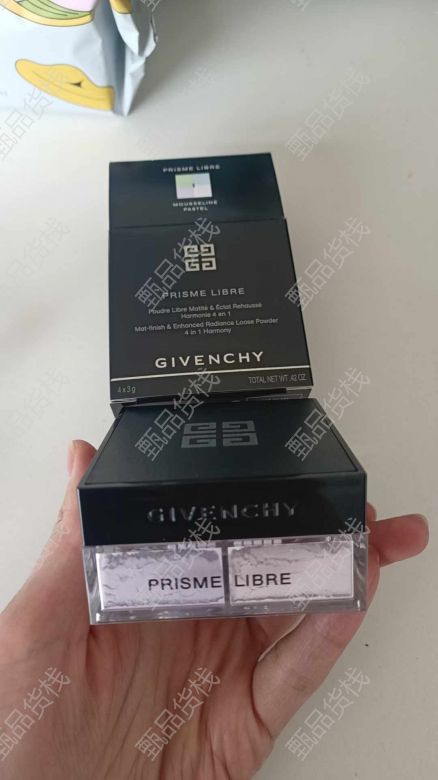 PRISME LIBRE
MOUSSELINE
PASTEL
PRISME LIBRE
Poudre Libre Matité & Éclat Rehaussé
Harmonie 4 en 1
Mat-finish & Enhanced Radiance Loose Powder
4 in 1 Harmony
GIVENCHY
4 x 3 g
TOTAL NET WT. .42 OZ.
GIVENCHY
PRISME LIBRE
甄品货栈